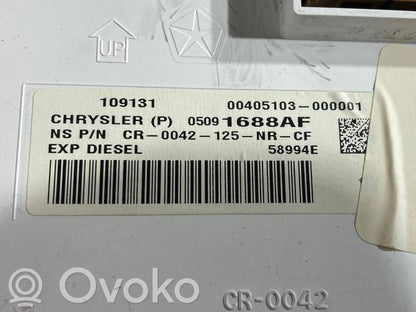 UP
109131 00405103-000001
CHRYSLER (P) 05091688AF
NS P/N CR-0042-125-NR-CF
EXP DIESEL 58994E
CR-0042
OVOKO